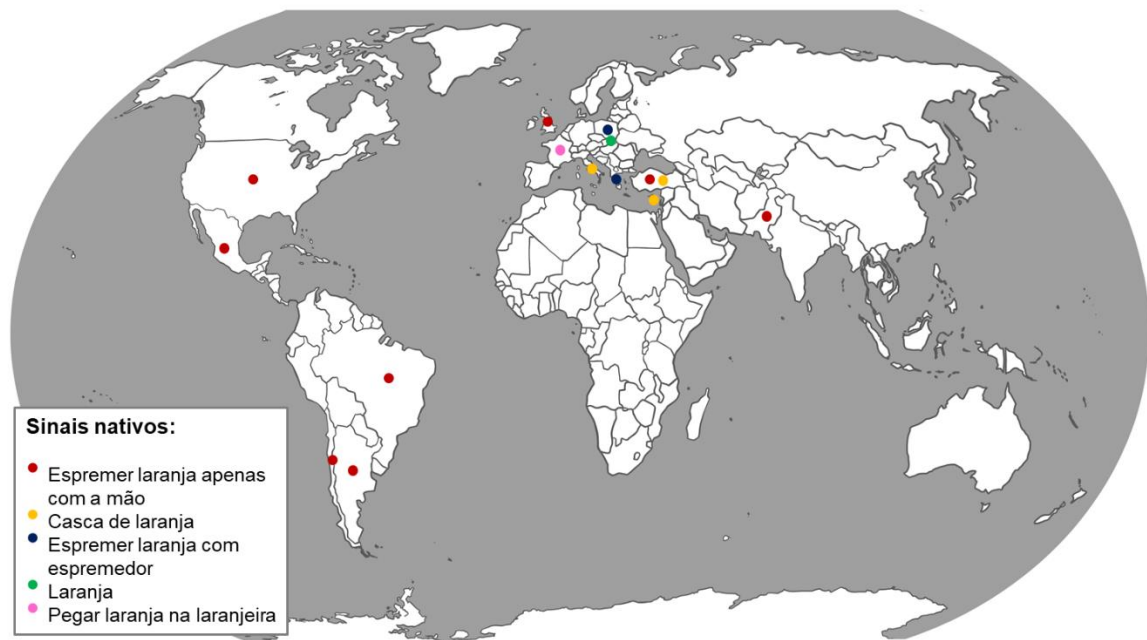 Sinais nativos:
Espremer laranja apenas
com a mão
Casca de laranja
Espremer laranja com
espremedor
Laranja
Pegar laranja na laranjeira